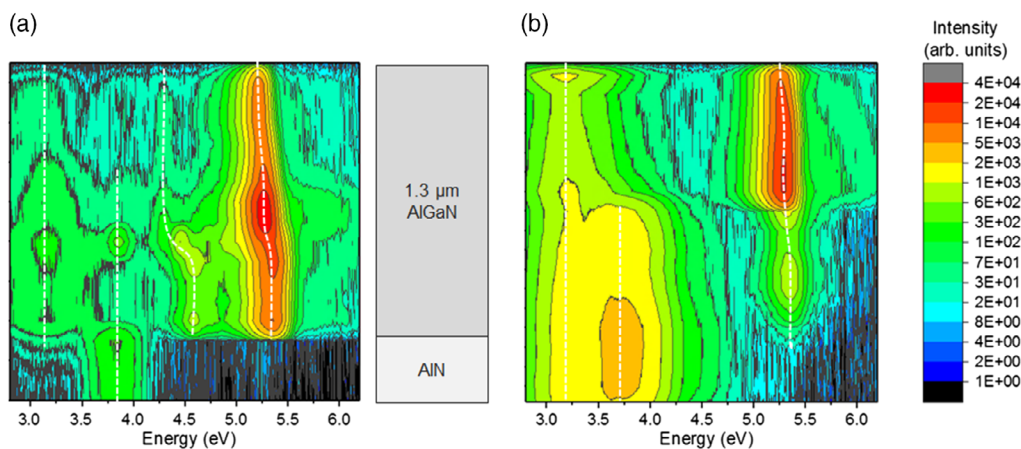 (a)
(b)
Intensity
(arb. units)
4E+04
2E+04
1E+04
5E+03
2E+03
1E+03
6E+02
3E+02
1E+02
7E+01
3E+01
2E+01
8E+00
4E+00
2E+00
1E+00
1.3 µm
AlGaN
AlN
3.0 3.5 4.0 4.5 5.0 5.5 6.0
Energy (eV)
3.0 3.5 4.0 4.5 5.0 5.5 6.0
Energy (eV)